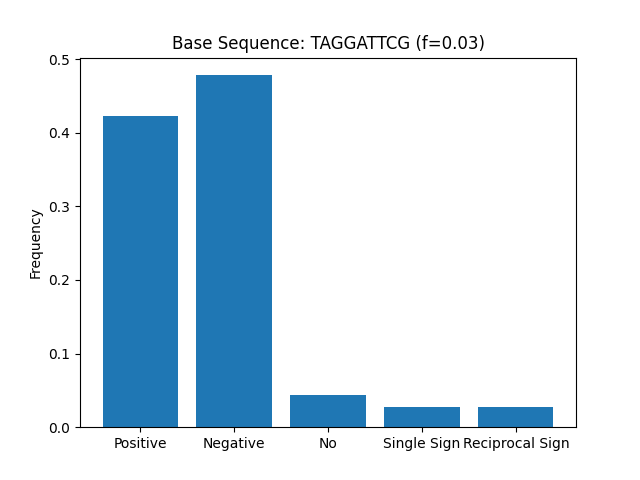 Base Sequence: TAGGATTCG (f=0.03)
0.5
0.4
0.3
0.2
0.1
0.0
Frequency
Positive Negative No Single Sign Reciprocal Sign